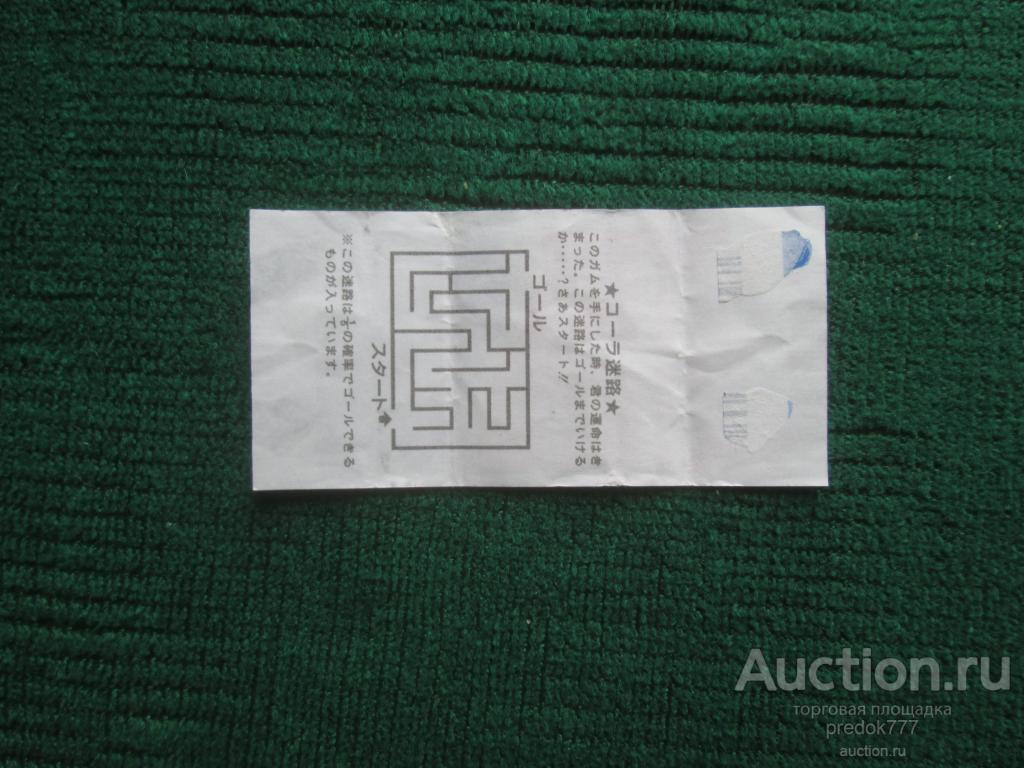 ★コーラ迷路★
このガムを手にした時、君の運命はき
まった。この迷路はゴールまでいける
か‥‥‥?さあスタート!!
ゴール
スタート
※この迷路は1/6の確率でゴールできる
ものが入っています。
Auction.ru
торговая площадка
predok777
auction.ru